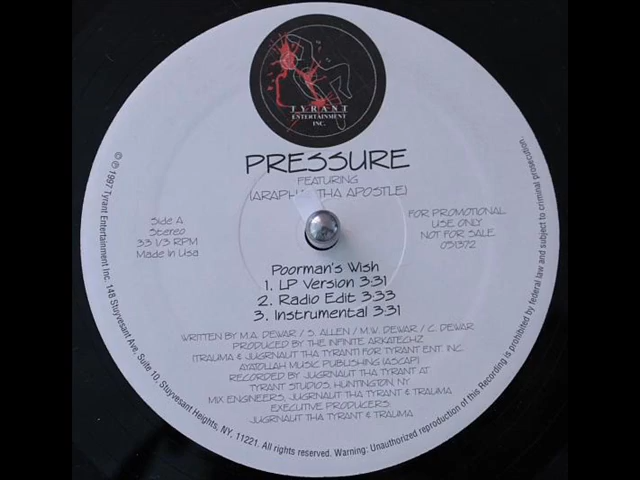 TYRANT
ENTERTAINMENT
INC.
PRESSURE
FEATURING
THA APOSTLE)
Side A
Stereo
33 1/3 RPM
Made In Usa
FOR PROMOTIONAL
USE ONLY
NOT FOR SALE
051372
Poorman's Wish
1. LP Version 3:31
2. Radio Edit 3:33
3. Instrumental 3:31
WRITTEN BY M.A. DEWAR / S. ALLEN / M.W. DEWAR / C. DEWAR
PRODUCED BY THE INFINITE ARKATECHZ
(TRAUMA & JUGRNAUT THA TYRANT) FOR TYRANT ENT. INC.
AYATOLLAH MUSIC PUBLISHING (ASCAP)
RECORDED BY JUGRNAUT THA TYRANT AT
TYRANT STUDIOS, HUNTINGTON, NY
MIX ENGINEERS, JUGRNAUT THA TYRANT & TRAUMA
EXECUTIVE PRODUCERS:
JUGRNAUT THA TYRANT & TRAUMA
℗© 1997 Tyrant Entertainment Inc. 148 Stuyvesant Ave, Suite 10, Stuyvesant Heights, NY, 11221. All rights reserved. Warning: Unauthorized reproduction of this Recording is prohibited by federal law and subject to criminal prosecution.